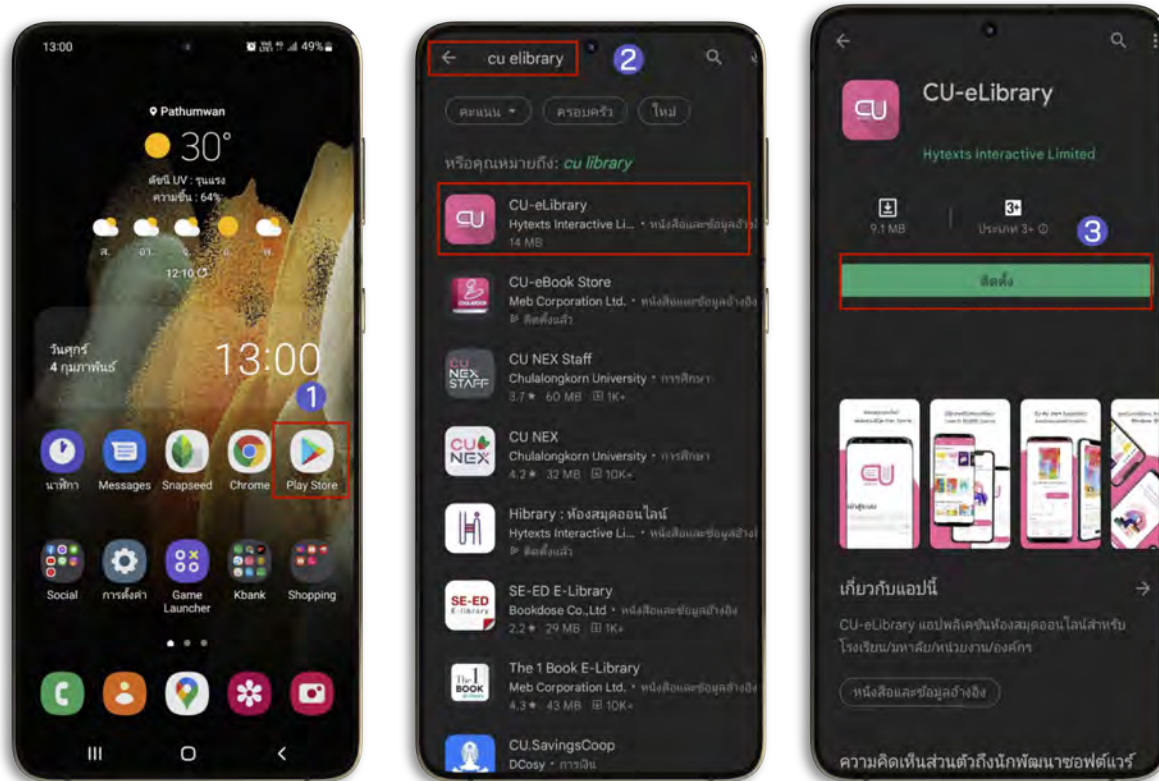 13:00
49%
Pathumwan
30°
ดัชนี UV : รุนแรง
ความชื้น : 64%
ส. อา. จ. อ. พ.
12:10
วันศุกร์
4 กุมภาพันธ์
13:00
1
นาฬิกา Messages Snapseed Chrome Play Store
Social การตั้งค่า Game Launcher Kbank Shopping
cu elibrary
2
คะแนน ครอบครัว ใหม่
หรือคุณหมายถึง: cu library
CU
CU-eLibrary
Hytexts Interactive Li... • หนังสือและข้อมูลอ้างอิ
14 MB
CU-eBook Store
Meb Corporation Ltd. • หนังสือและข้อมูลอ้างอิง
ติดตั้งแล้ว
CU NEX STAFF
CU NEX Staff
Chulalongkorn University • การศึกษา
3.7★ 60 MB 1K+
CU NEX
CU NEX
Chulalongkorn University • การศึกษา
4.2★ 32 MB 10K+
Hibrary : ห้องสมุดออนไลน์
Hytexts Interactive Li... • หนังสือและข้อมูลอ้างอิ
ติดตั้งแล้ว
SE-ED E-library
SE-ED E-Library
Bookdose Co.,Ltd • หนังสือและข้อมูลอ้างอิง
2.2★ 29 MB 1K+
The 1 BOOK
The 1 Book E-Library
Meb Corporation Ltd. • หนังสือและข้อมูลอ้างอิง
4.3★ 43 MB 10K+
CU.SavingsCoop
DCosy • การเงิน
CU
CU-eLibrary
Hytexts Interactive Limited
3+
9.1 MB ประเภท 3+
3
ติดตั้ง
CU
เกี่ยวกับแอปนี้
CU-eLibrary แอปพลิเคชันห้องสมุดออนไลน์สำหรับ
โรงเรียน/มหาลัย/หน่วยงาน/องค์กร
หนังสือและข้อมูลอ้างอิง
ความคิดเห็นส่วนตัวถึงนักพัฒนาซอฟต์แวร์